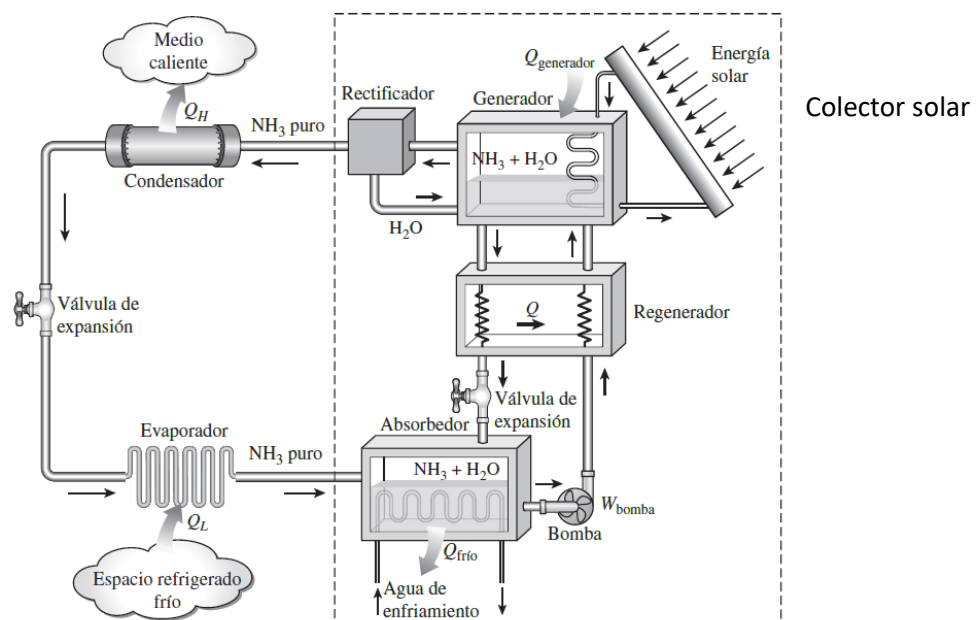 Medio
caliente
Q_H
Condensador
NH₃ puro
Rectificador
H₂O
Q_generador
Generador
NH₃ + H₂O
Energía
solar
Colector solar
Válvula de
expansión
Q
Regenerador
Válvula de
expansión
Evaporador
NH₃ puro
Absorbedor
NH₃ + H₂O
W_bomba
Bomba
Q_L
Q_frío
Espacio refrigerado
frío
Agua de
enfriamiento